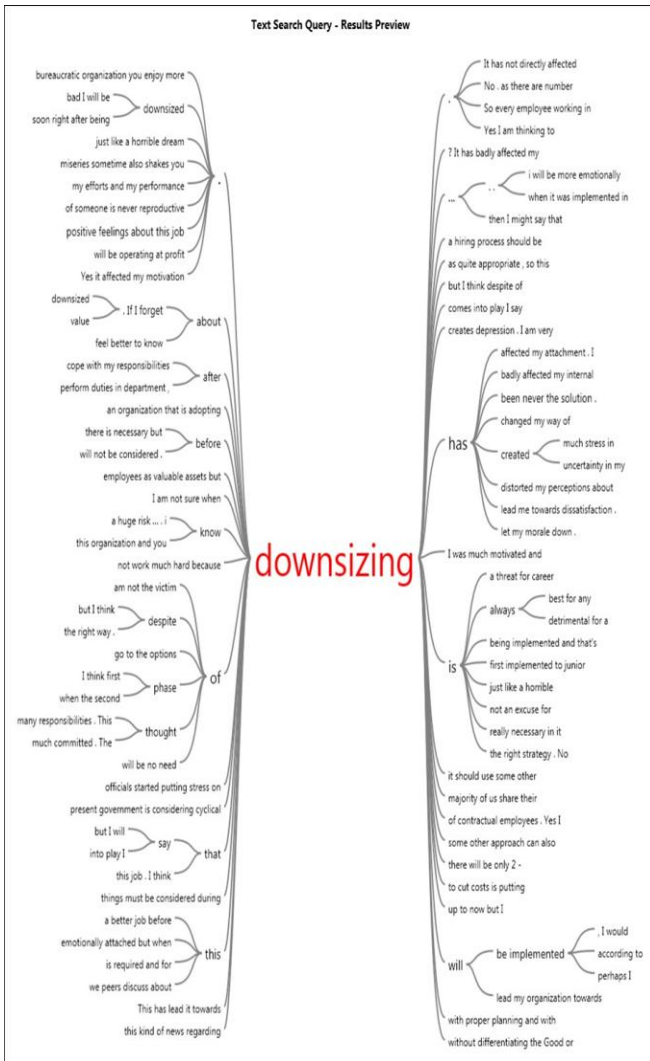 Text Search Query - Results Preview
bureaucratic organization you enjoy more
bad I will be
soon right after being
downsized
just like a horrible dream
miseries sometime also shakes you
my efforts and my performance
of someone is never reproductive
positive feelings about this job
will be operating at profit
Yes it affected my motivation
.
downsized
value
. If I forget
feel better to know
about
cope with my responsibilities
perform duties in department ,
after
an organization that is adopting
there is necessary but
will not be considered .
before
employees as valuable assets but
I am not sure when
a huge risk ... . i
this organization and you
know
not work much hard because
am not the victim
but I think
the right way .
despite
go to the options
I think first
when the second
phase
many responsibilities . This
much committed . The
thought
will be no need
of
officials started putting stress on
present government is considering cyclical
but I will
into play I
say
this job . I think
that
things must be considered during
a better job before
emotionally attached but when
is required and for
we peers discuss about
this
This has lead it towards
this kind of news regarding
downsizing
.
It has not directly affected
No . as there are number
So every employee working in
Yes I am thinking to
? It has badly affected my
...
. .
i will be more emotionally
when it was implemented in
then I might say that
a hiring process should be
as quite appropriate , so this
but I think despite of
comes into play I say
creates depression . I am very
has
affected my attachment . I
badly affected my internal
been never the solution .
changed my way of
created
much stress in
uncertainty in my
distorted my perceptions about
lead me towards dissatisfaction .
let my morale down .
I was much motivated and
is
a threat for career
always
best for any
detrimental for a
being implemented and that's
first implemented to junior
just like a horrible
not an excuse for
really necessary in it
the right strategy . No
it should use some other
majority of us share their
of contractual employees . Yes I
some other approach can also
there will be only 2 -
to cut costs is putting
up to now but I
will
be implemented
, I would
according to
perhaps I
lead my organization towards
with proper planning and with
without differentiating the Good or